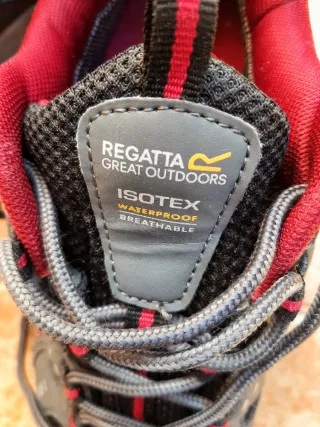 REGATTA
GREAT OUTDOORS
ISOTEX
WATERPROOF
BREATHABLE